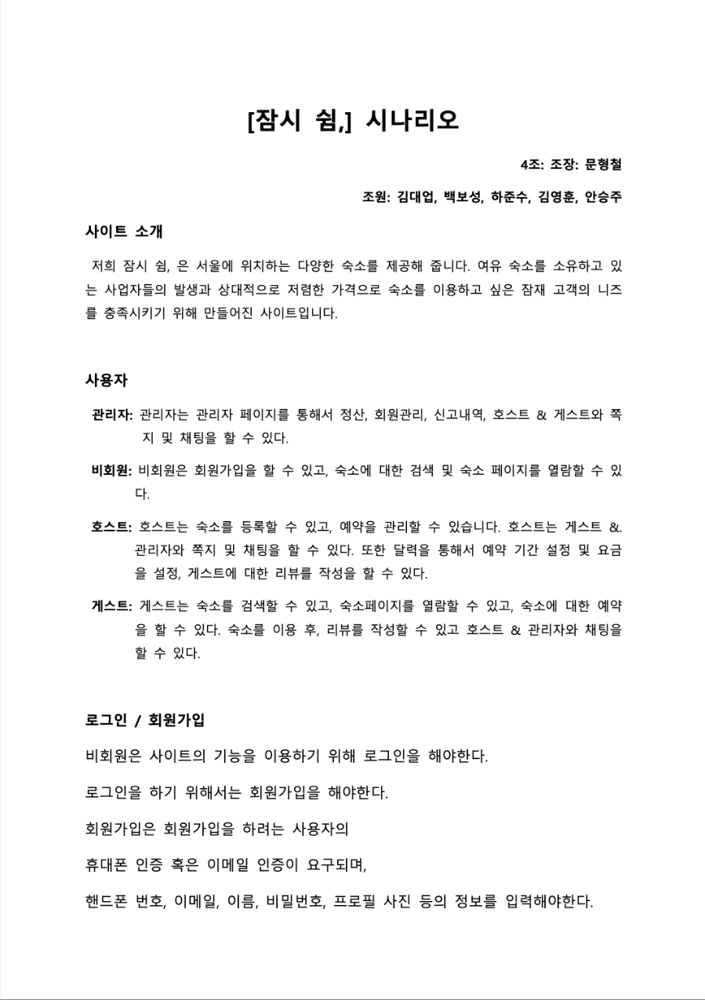 [잠시 쉼,] 시나리오
4조: 조장: 문형철
조원: 김대업, 백보성, 하준수, 김영훈, 안승주
사이트 소개
저희 잠시 쉼, 은 서울에 위치하는 다양한 숙소를 제공해 줍니다. 여유 숙소를 소유하고 있
는 사업자들의 발생과 상대적으로 저렴한 가격으로 숙소를 이용하고 싶은 잠재 고객의 니즈
를 충족시키기 위해 만들어진 사이트입니다.
사용자
관리자: 관리자는 관리자 페이지를 통해서 정산, 회원관리, 신고내역, 호스트 & 게스트와 쪽
지 및 채팅을 할 수 있다.
비회원: 비회원은 회원가입을 할 수 있고, 숙소에 대한 검색 및 숙소 페이지를 열람할 수 있
다.
호스트: 호스트는 숙소를 등록할 수 있고, 예약을 관리할 수 있습니다. 호스트는 게스트 &.
관리자와 쪽지 및 채팅을 할 수 있다. 또한 달력을 통해서 예약 기간 설정 및 요금
을 설정, 게스트에 대한 리뷰를 작성을 할 수 있다.
게스트: 게스트는 숙소를 검색할 수 있고, 숙소페이지를 열람할 수 있고, 숙소에 대한 예약
을 할 수 있다. 숙소를 이용 후, 리뷰를 작성할 수 있고 호스트 & 관리자와 채팅을
할 수 있다.
로그인 / 회원가입
비회원은 사이트의 기능을 이용하기 위해 로그인을 해야한다.
로그인을 하기 위해서는 회원가입을 해야한다.
회원가입은 회원가입을 하려는 사용자의
휴대폰 인증 혹은 이메일 인증이 요구되며,
핸드폰 번호, 이메일, 이름, 비밀번호, 프로필 사진 등의 정보를 입력해야한다.